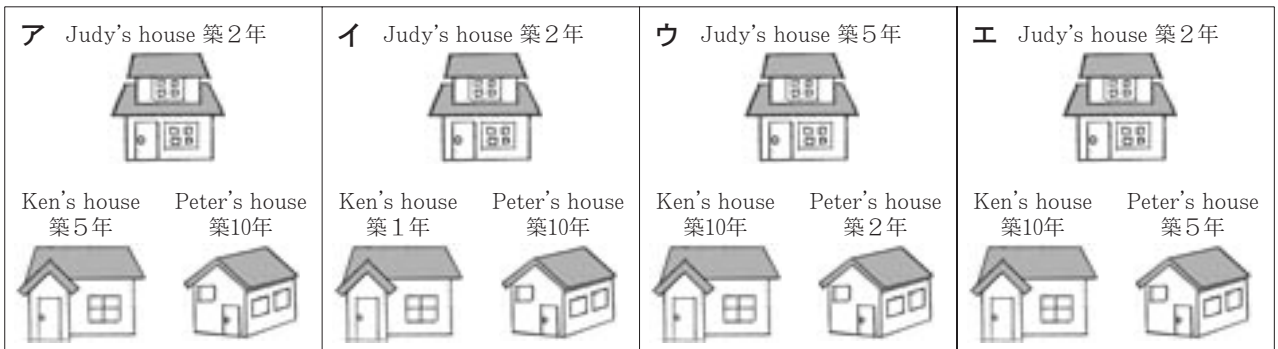 ア Judy's house 築2年
Ken's house
築5年
Peter's house
築10年
イ Judy's house 築2年
Ken's house
築1年
Peter's house
築10年
ウ Judy's house 築5年
Ken's house
築10年
Peter's house
築2年
エ Judy's house 築2年
Ken's house
築10年
Peter's house
築5年